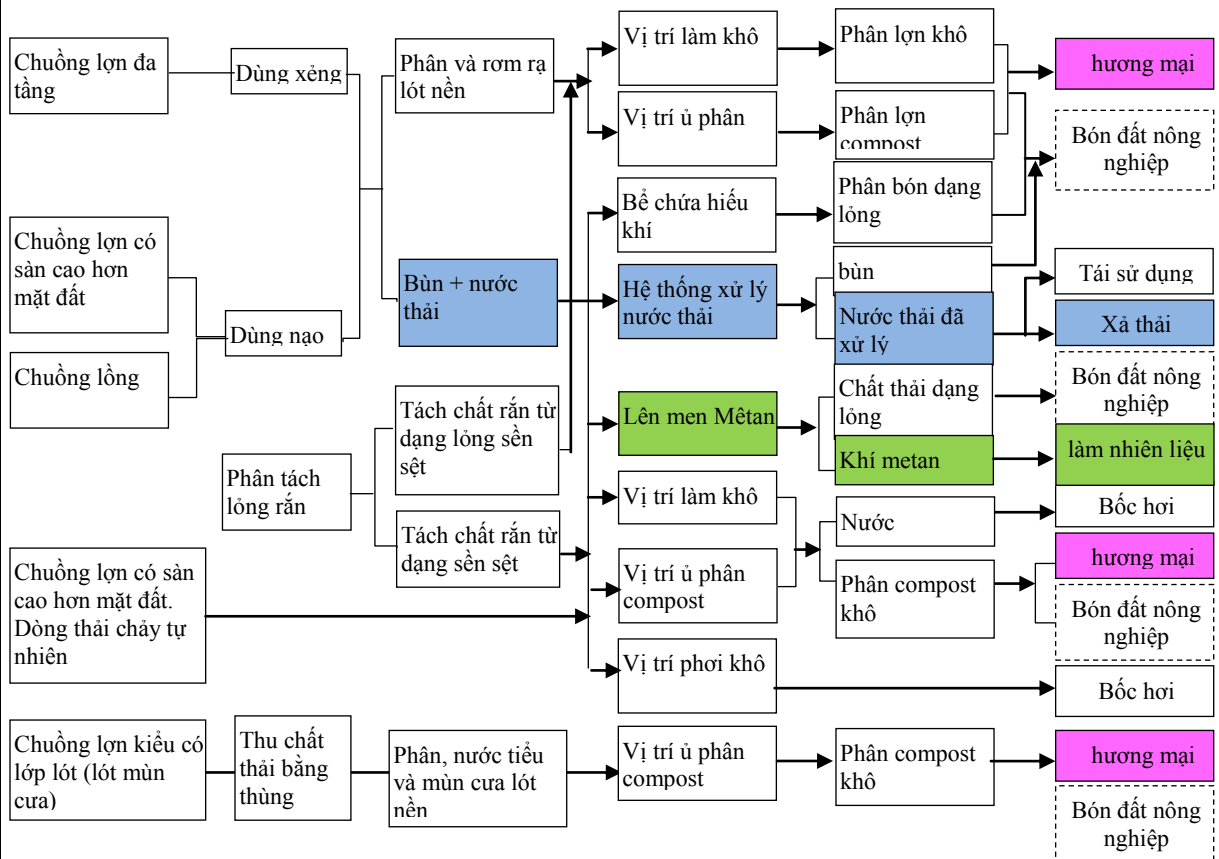 Chuồng lợn đa
tầng
Dùng xẻng
Phân và rơm rạ
lót nền
Vị trí làm khô
Phân lợn khô
hương mại
Vị trí ủ phân
Phân lợn
compost
Bón đất nông
nghiệp
Chuồng lợn có
sàn cao hơn
mặt đất
Bể chứa hiếu
khí
Phân bón dạng
lỏng
Bùn + nước
thải
Hệ thống xử lý
nước thải
bùn
Nước thải đã
xử lý
Tái sử dụng
Xả thải
Dùng nạo
Chuồng lồng
Tách chất rắn từ
dạng lỏng sền
sệt
Lên men Mêtan
Chất thải dạng
lỏng
Bón đất nông
nghiệp
Khí metan
làm nhiên liệu
Phân tách
lỏng rắn
Tách chất rắn từ
dạng sền sệt
Vị trí làm khô
Nước
Bốc hơi
Chuồng lợn có sàn
cao hơn mặt đất.
Dòng thải chảy tự
nhiên
Vị trí ủ phân
compost
Phân compost
khô
hương mại
Bón đất nông
nghiệp
Vị trí phơi khô
Bốc hơi
Chuồng lợn kiểu có
lớp lót (lót mùn
cưa)
Thu chất
thải bằng
thùng
Phân, nước tiểu
và mùn cưa lót
nền
Vị trí ủ phân
compost
Phân compost
khô
hương mại
Bón đất nông
nghiệp